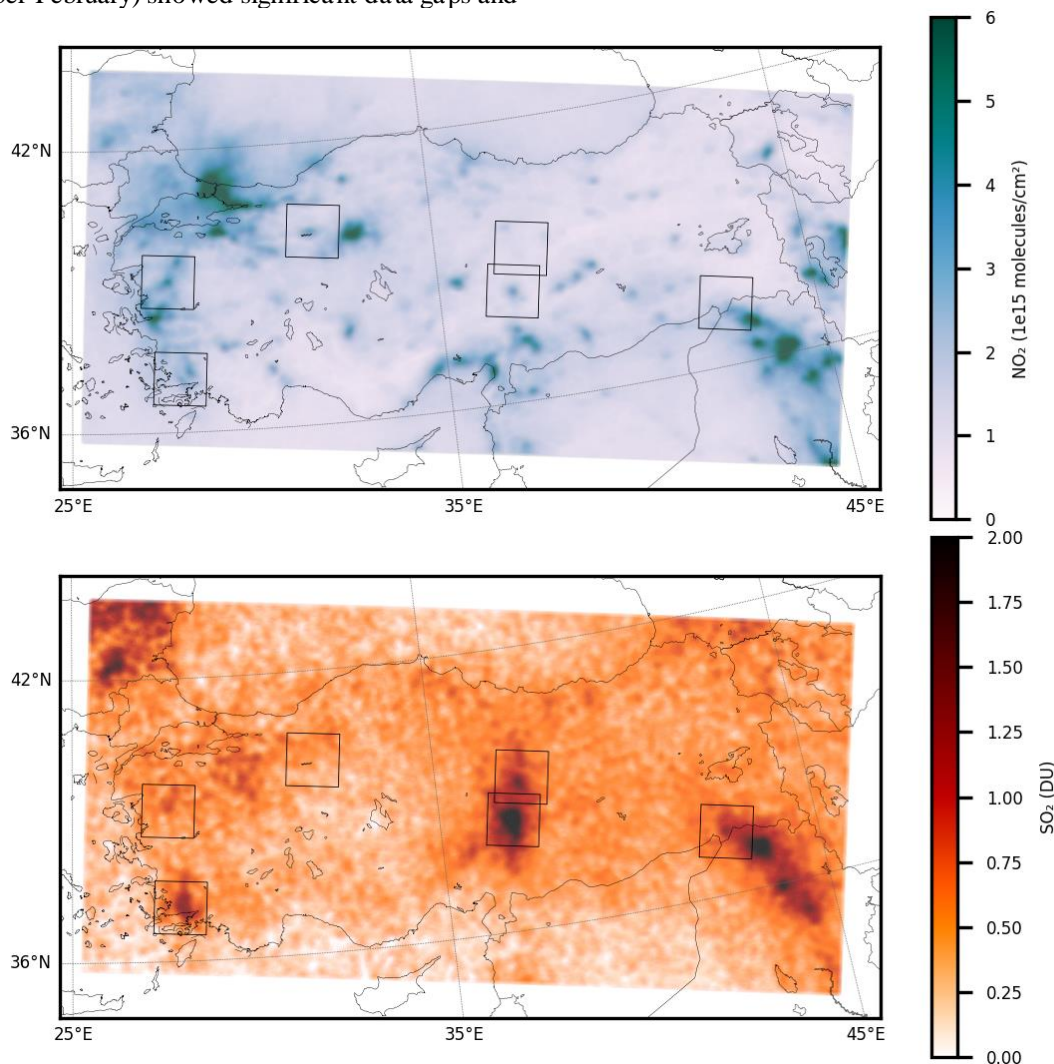 ber February) showed significant data gaps and
6
5
42°N
4
NO₂ (1e15 molecules/cm²)
3
2
36°N
1
0
25°E 35°E 45°E
2.00
1.75
1.50
42°N
1.25
1.00
SO₂ (DU)
0.75
0.50
36°N
0.25
0.00
25°E 35°E 45°E